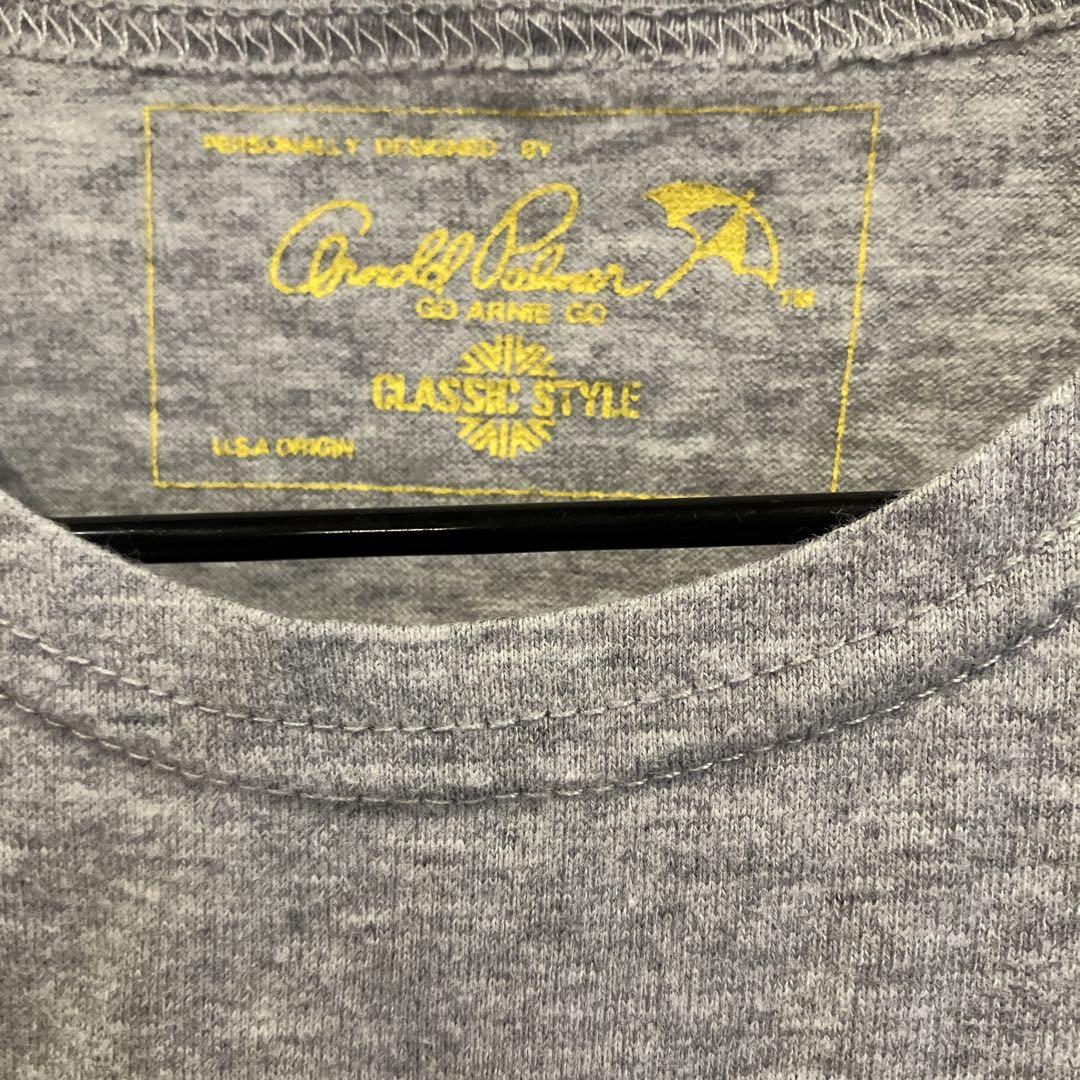 PERSONALLY DESIGNED BY
Arnold Palmer TM
GO ARNIE GO
CLASSIC STYLE
U.S.A ORIGIN